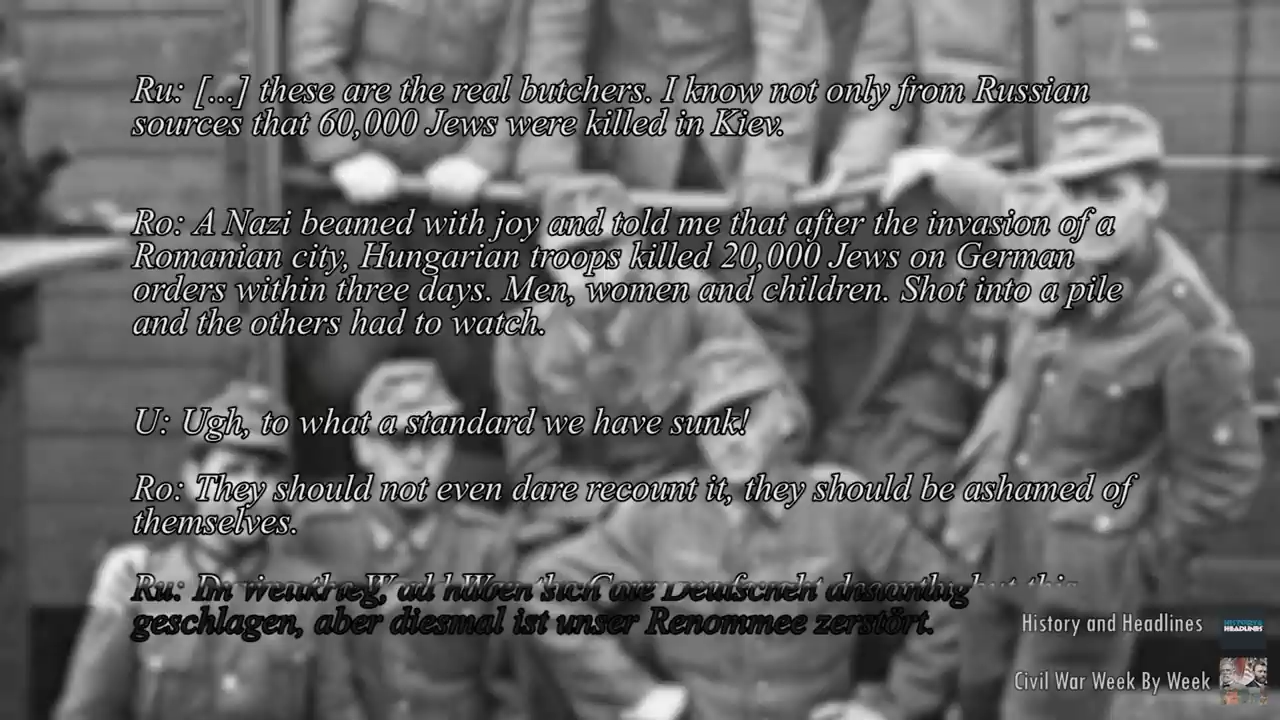 Ru: [...] these are the real butchers. I know not only from Russian
sources that 60,000 Jews were killed in Kiev.
Ro: A Nazi beamed with joy and told me that after the invasion of a
Romanian city, Hungarian troops killed 20,000 Jews on German
orders within three days. Men, women and children. Shot into a pile
and the others had to watch.
U: Ugh, to what a standard we have sunk!
Ro: They should not even dare recount it, they should be ashamed of
themselves.
Ru:
geschlagen, aber diesmal ist unser Renommee zerstört.
History and Headlines
HISTORY & HEADLINES
Civil War Week By Week